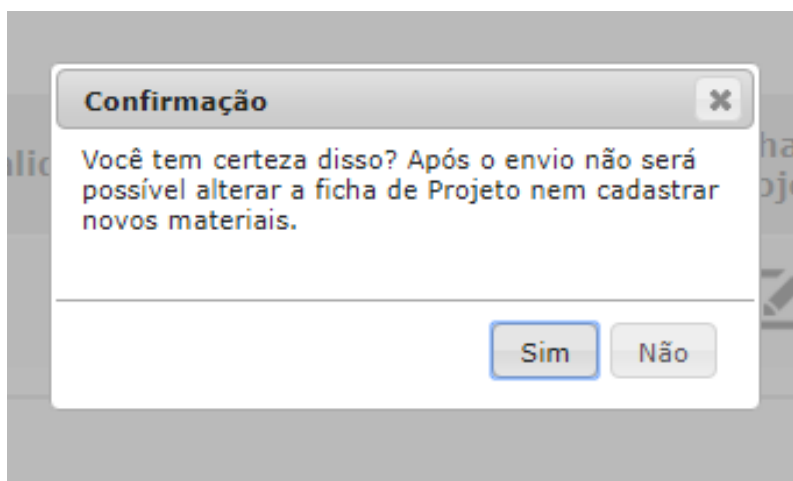 Confirmação
Você tem certeza disso? Após o envio não será
possível alterar a ficha de Projeto nem cadastrar
novos materiais.
Sim Não